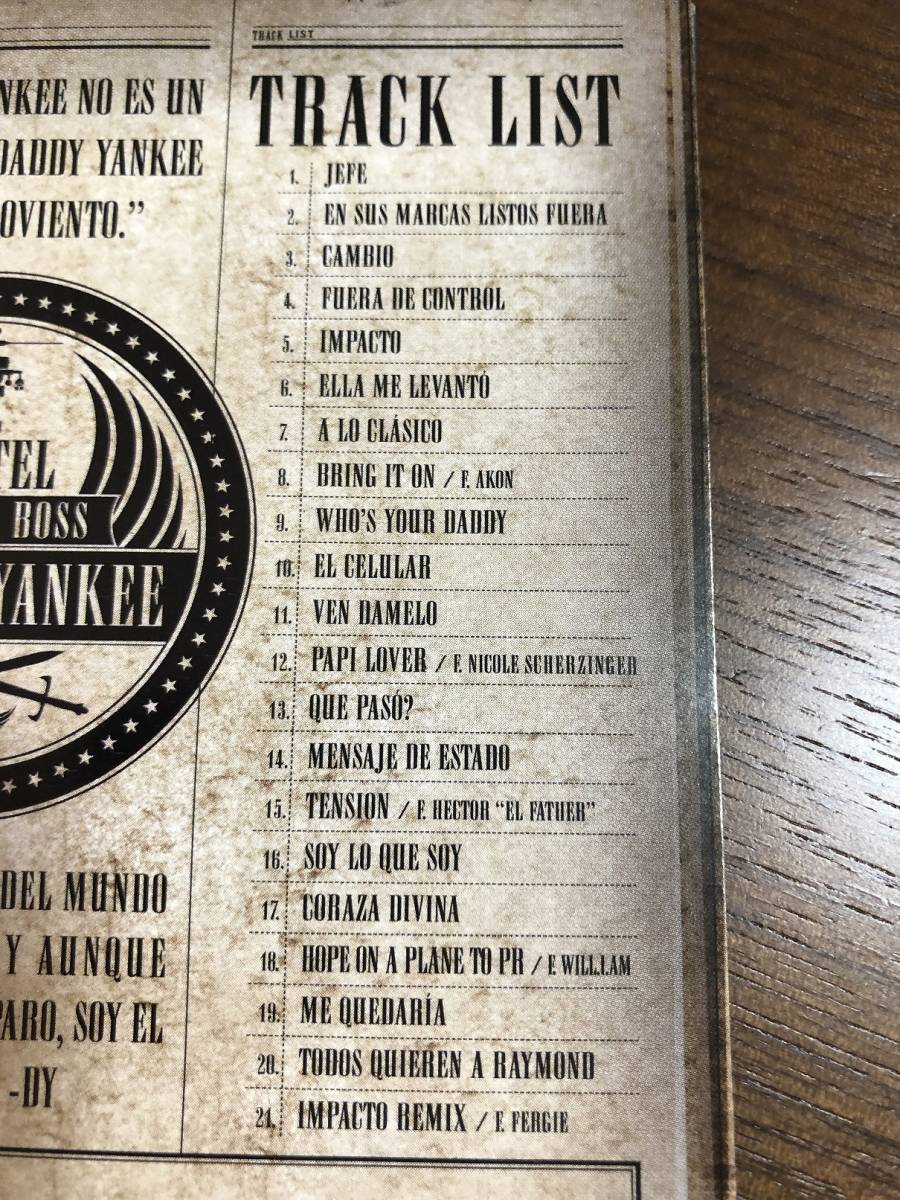 NKEE NO ES UN
DADDY YANKEE
OVIENTO.”
TEL
BOSS
YANKEE
DEL MUNDO
Y AUNQUE
PARO, SOY EL
-DY
TRACK LIST
TRACK LIST
1. JEFE
2. EN SUS MARCAS LISTOS FUERA
3. CAMBIO
4. FUERA DE CONTROL
5. IMPACTO
6. ELLA ME LEVANTÓ
7. A LO CLÁSICO
8. BRING IT ON / F. AKON
9. WHO'S YOUR DADDY
10. EL CELULAR
11. VEN DAMELO
12. PAPI LOVER / F. NICOLE SCHERZINGER
13. QUE PASÓ?
14. MENSAJE DE ESTADO
15. TENSION / F. HECTOR “EL FATHER”
16. SOY LO QUE SOY
17. CORAZA DIVINA
18. HOPE ON A PLANE TO PR / F. WILL.I.AM
19. ME QUEDARÍA
20. TODOS QUIEREN A RAYMOND
21. IMPACTO REMIX / F. FERGIE